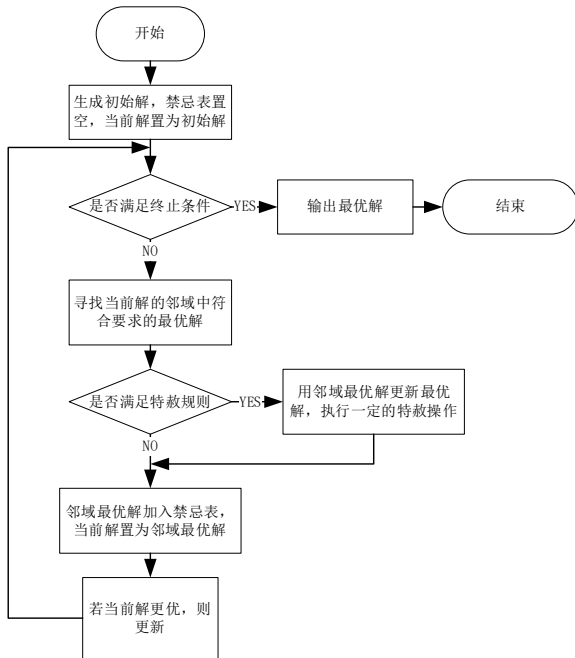 开始
生成初始解，禁忌表置
空，当前解置为初始解
是否满足终止条件
YES
输出最优解
结束
NO
寻找当前解的邻域中符
合要求的最优解
是否满足特赦规则
YES
用邻域最优解更新最优
解，执行一定的特赦操作
NO
邻域最优解加入禁忌表，
当前解置为邻域最优解
若当前解更优，则
更新